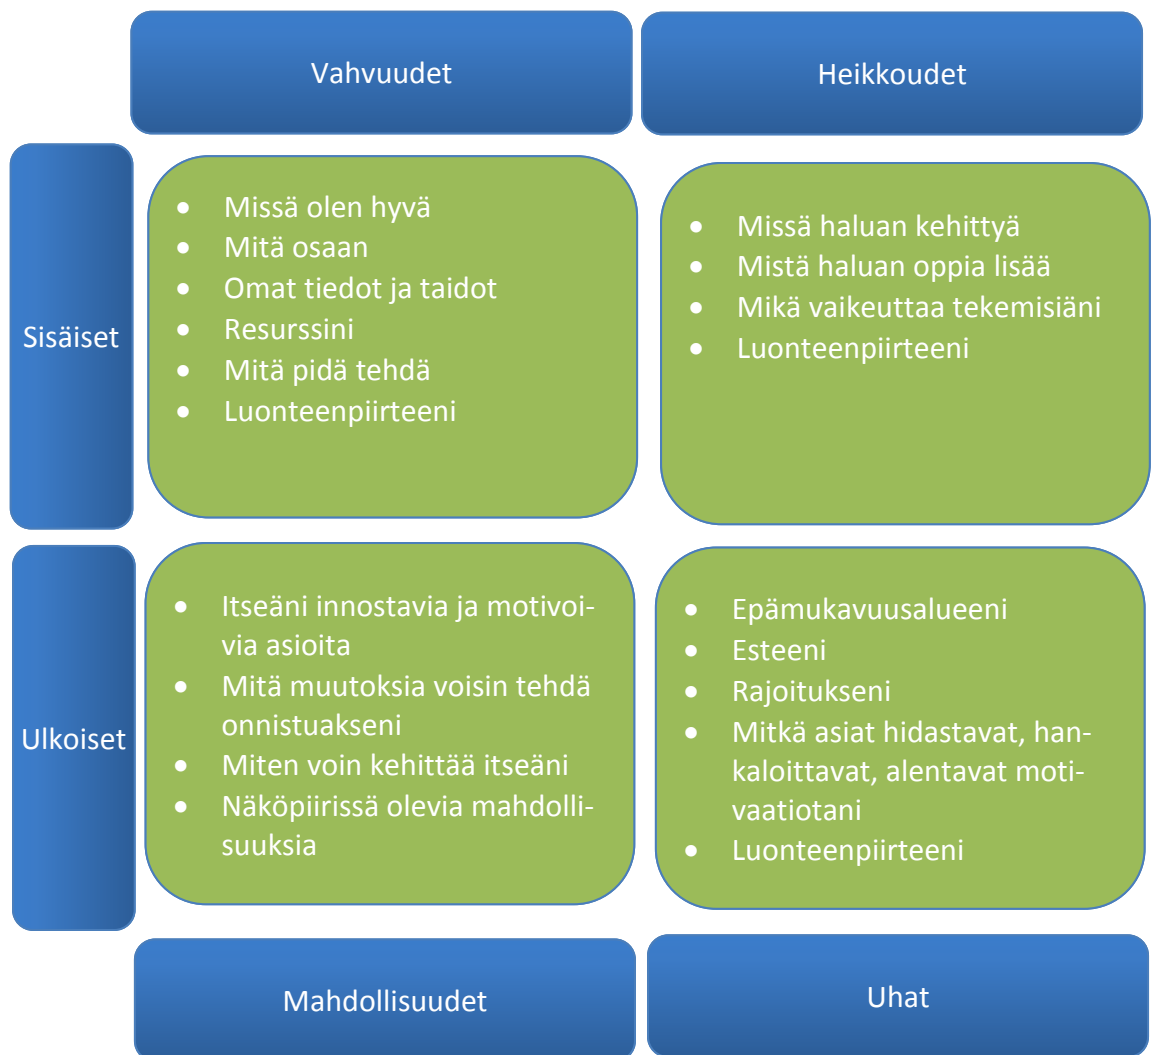 Vahvuudet
Heikkoudet
Sisäiset
• Missä olen hyvä
• Mitä osaan
• Omat tiedot ja taidot
• Resurssini
• Mitä pidä tehdä
• Luonteenpiirteeni
• Missä haluan kehittyä
• Mistä haluan oppia lisää
• Mikä vaikeuttaa tekemisiäni
• Luonteenpiirteeni
Ulkoiset
• Itseäni innostavia ja motivoi-
via asioita
• Mitä muutoksia voisin tehdä
onnistuakseni
• Miten voin kehittää itseäni
• Näköpiirissä olevia mahdolli-
suuksia
• Epämukavuusalueeni
• Esteeni
• Rajoitukseni
• Mitkä asiat hidastavat, han-
kaloittavat, alentavat moti-
vaatiotani
• Luonteenpiirteeni
Mahdollisuudet
Uhat